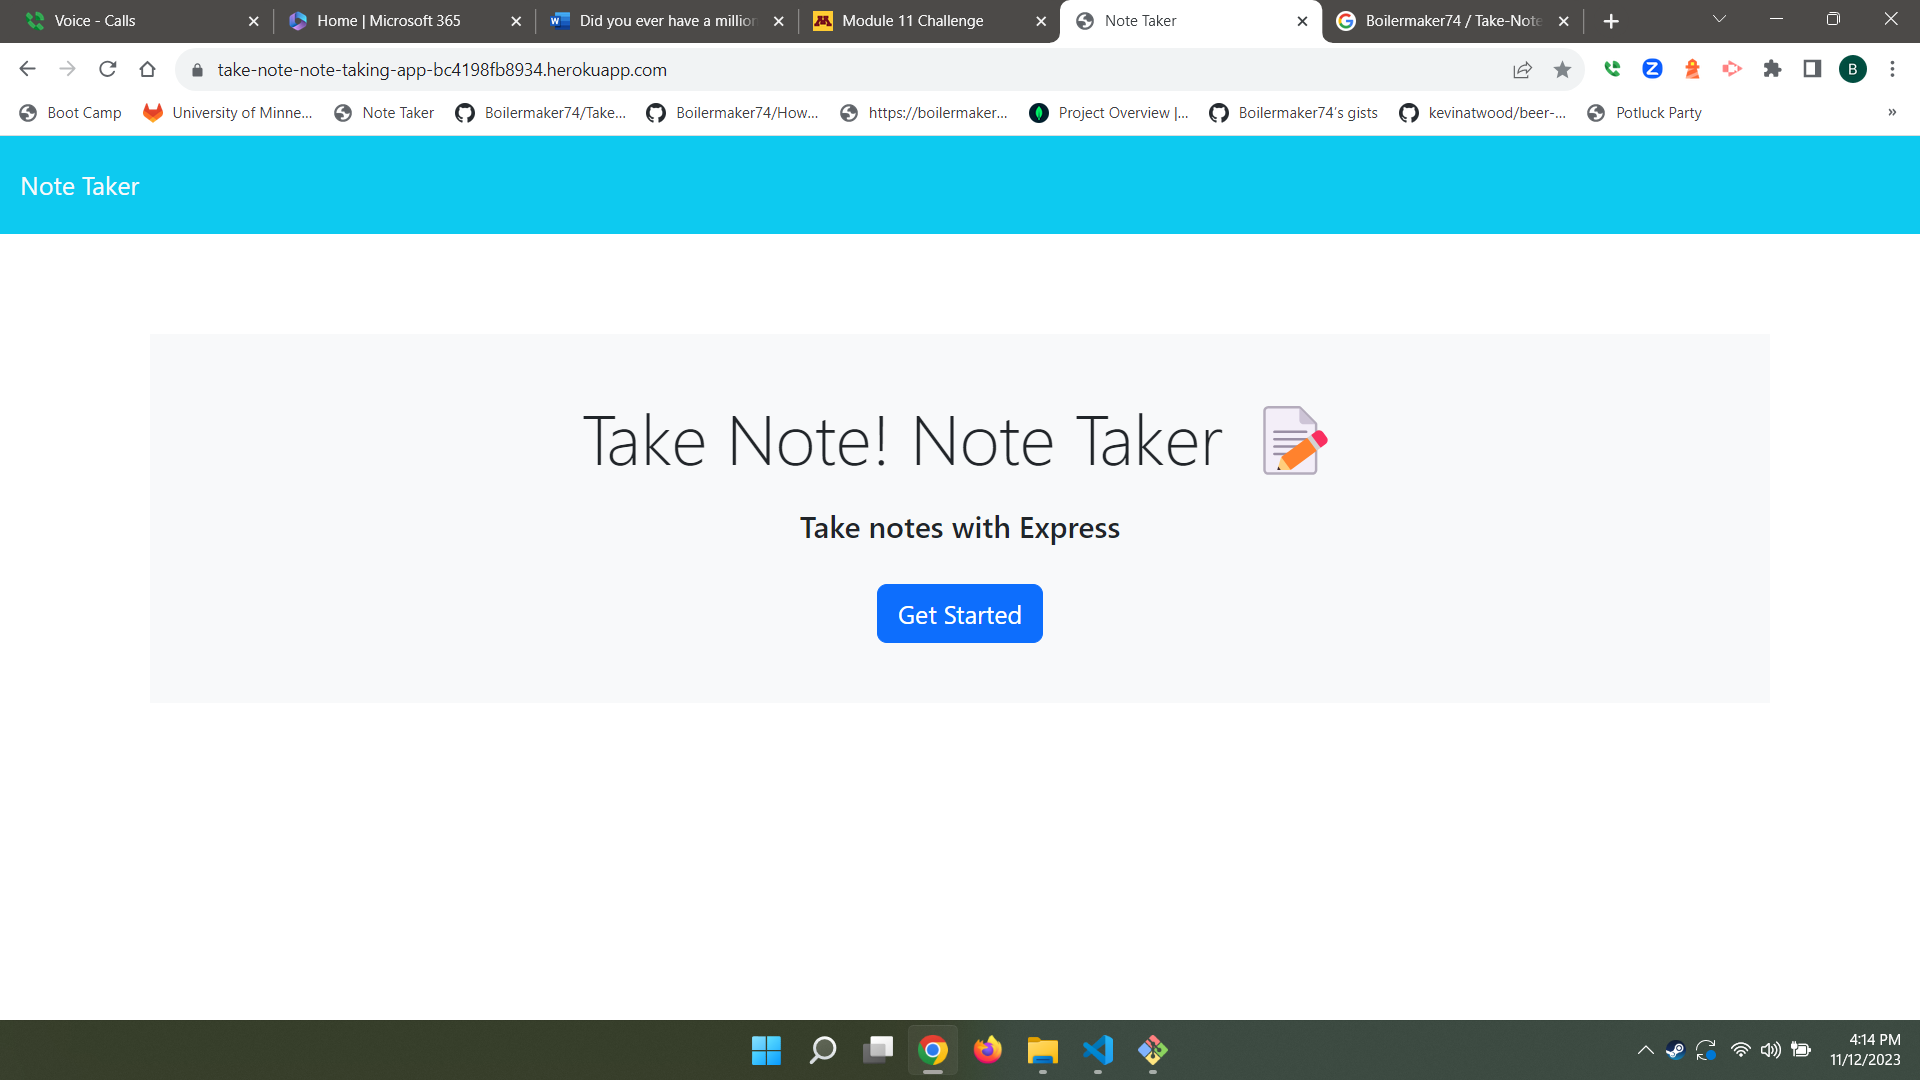 Voice - Calls
Home | Microsoft 365
Did you ever have a million
Module 11 Challenge
Note Taker
Boilermaker74 / Take-Note
take-note-note-taking-app-bc4198fb8934.herokuapp.com
B
Boot Camp
University of Minne...
Note Taker
Boilermaker74/Take...
Boilermaker74/How...
https://boilermaker...
Project Overview |...
Boilermaker74's gists
kevinatwood/beer-...
Potluck Party
»
Note Taker
Take Note! Note Taker
Take notes with Express
Get Started
4:14 PM
11/12/2023